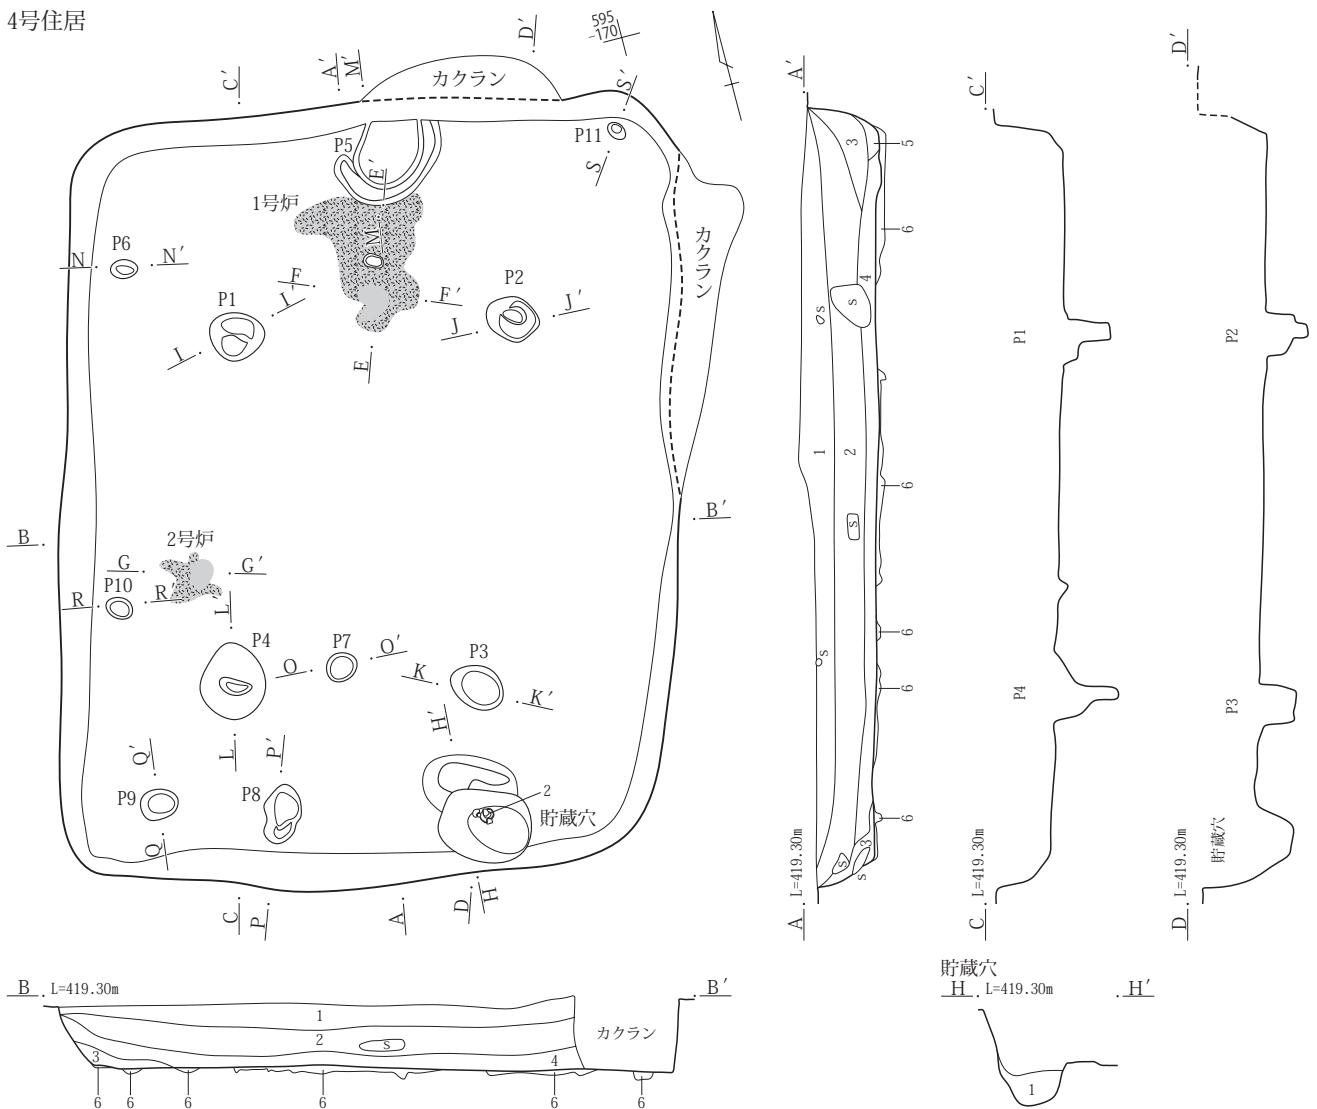 4号住居
595
-170
D′
A′
M′
C′
カクラン
S′
P11
S
P5
E′
1号炉
M
P6
N
N′
F
F′
P1
I′
I
P2
J′
J
E
カクラン
B
B′
2号炉
G
G′
P10
R
R′
L′
P4
P7
O
O′
P3
K
K′
H′
L
P′
Q′
P9
P8
2
貯蔵穴
Q
C
P
A
D
H
A′
3
5
6
4
s
s
1
2
6
s
6
s
6
6
3
s
s
L=419.30m
A
C′
P1
P4
L=419.30m
C
D′
P2
P3
貯蔵穴
L=419.30m
D
B
L=419.30m
B′
1
2
s
カクラン
3
4
6
6
6
6
6
6
貯蔵穴
H
L=419.30m
H′
1